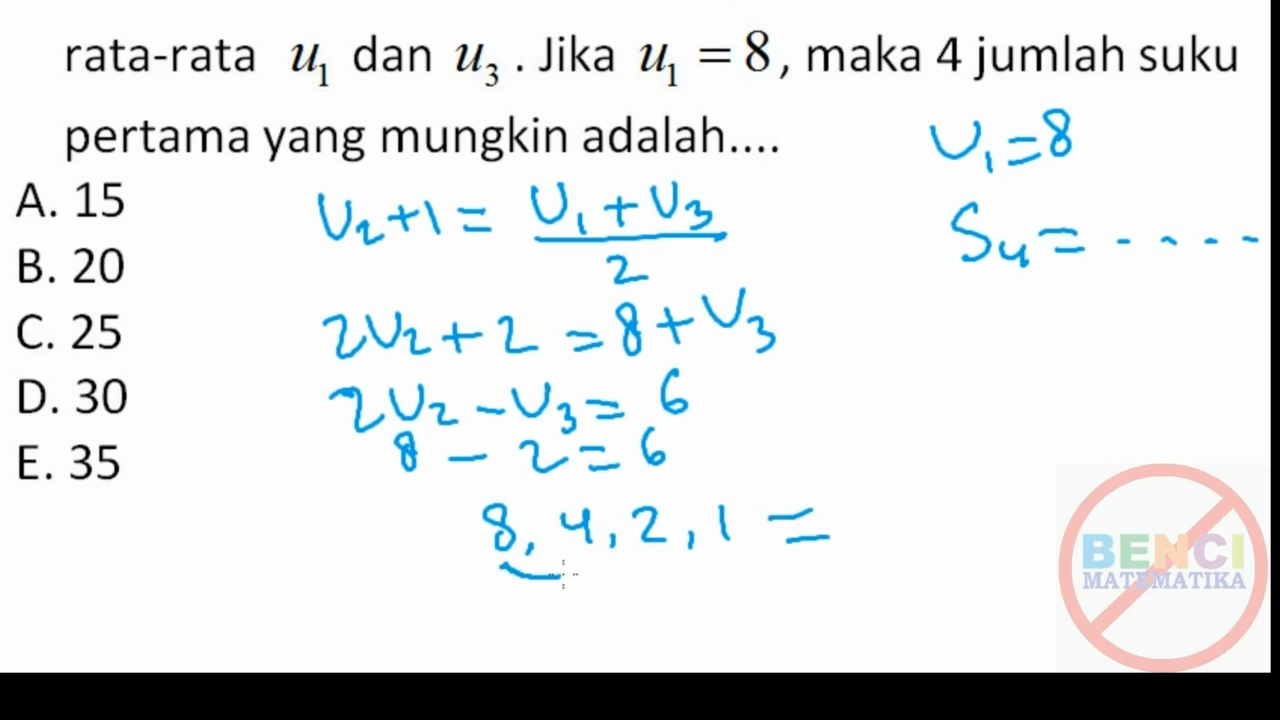 rata-rata u₁ dan u₃ . Jika u₁ = 8, maka 4 jumlah suku
pertama yang mungkin adalah....
U₁=8
A. 15
U₂+1 = (U₁+U₃)/2
S₄= - - - -
B. 20
C. 25
2U₂+2 = 8+U₃
D. 30
2U₂-U₃= 6
8 - 2 = 6
E. 35
8, 4, 2, 1 =
BENCI
MATEMATIKA